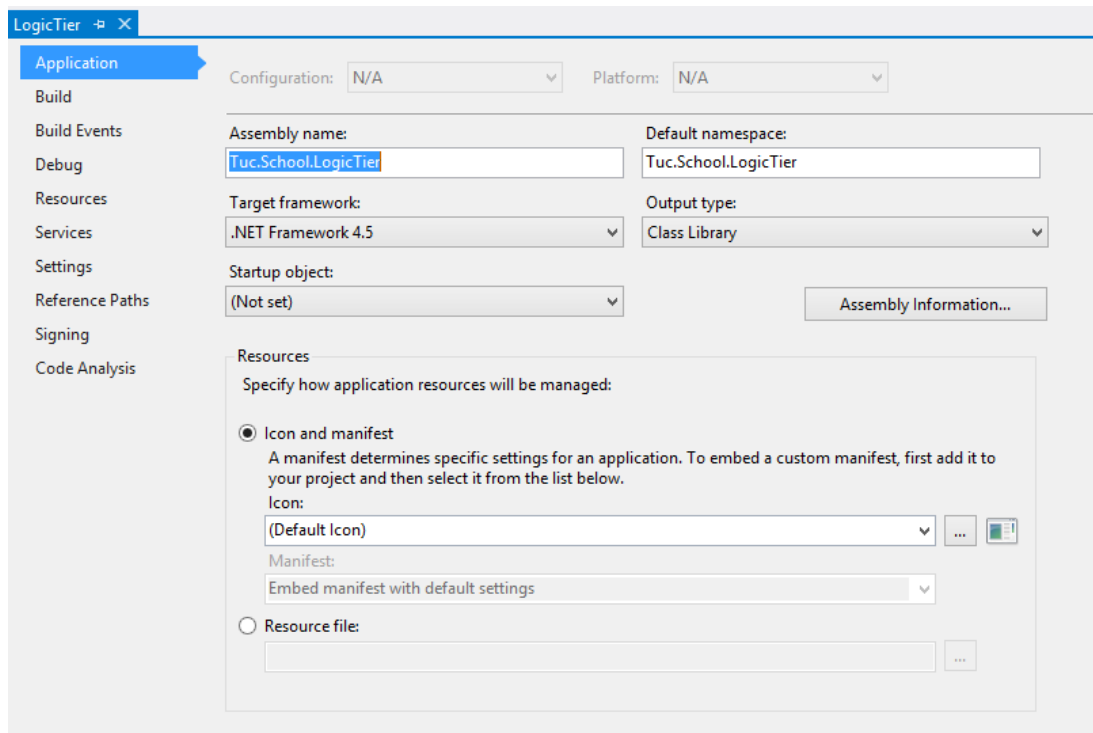 LogicTier
Application
Build
Build Events
Debug
Resources
Services
Settings
Reference Paths
Signing
Code Analysis
Configuration: N/A Platform: N/A
Assembly name: Default namespace:
Tuc.School.LogicTier Tuc.School.LogicTier
Target framework: Output type:
.NET Framework 4.5 Class Library
Startup object:
(Not set) Assembly Information...
Resources
Specify how application resources will be managed:
Icon and manifest
A manifest determines specific settings for an application. To embed a custom manifest, first add it to
your project and then select it from the list below.
Icon:
(Default Icon) ...
Manifest:
Embed manifest with default settings
Resource file:
...